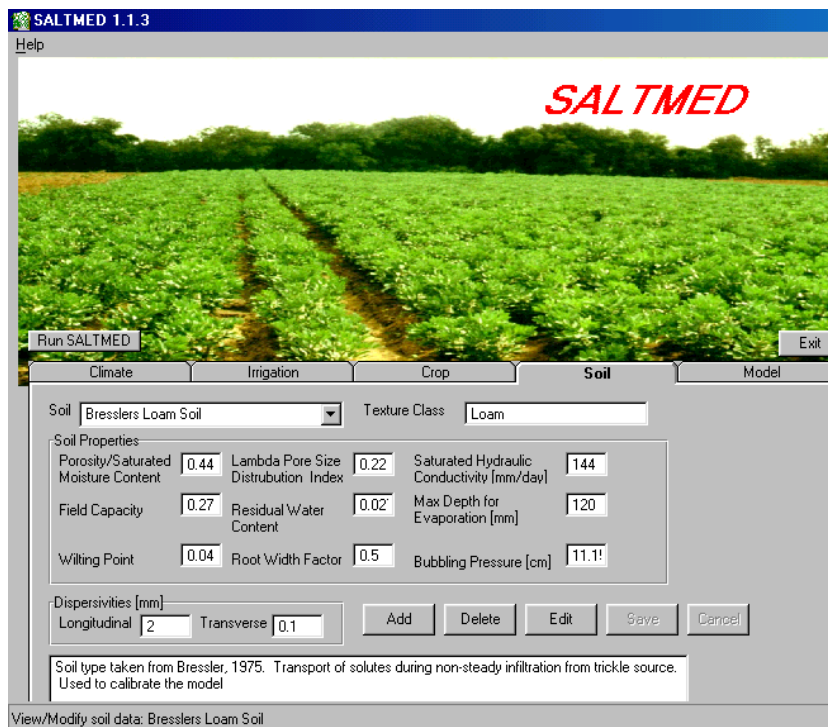 SALTMED 1.1.3
Help
SALTMED
Run SALTMED
Exit
Climate Irrigation Crop Soil Model
Soil Bresslers Loam Soil Texture Class Loam
Soil Properties
Porosity/Saturated Moisture Content 0.44 Lambda Pore Size Distrubution Index 0.22 Saturated Hydraulic Conductivity [mm/day] 144
Field Capacity 0.27 Residual Water Content 0.02 Max Depth for Evaporation [mm] 120
Wilting Point 0.04 Root Width Factor 0.5 Bubbling Pressure [cm] 11.1
Dispersivities [mm]
Longitudinal 2 Transverse 0.1
Add Delete Edit Save Cancel
Soil type taken from Bressler, 1975. Transport of solutes during non-steady infiltration from trickle source.
Used to calibrate the model
View/Modify soil data: Bresslers Loam Soil